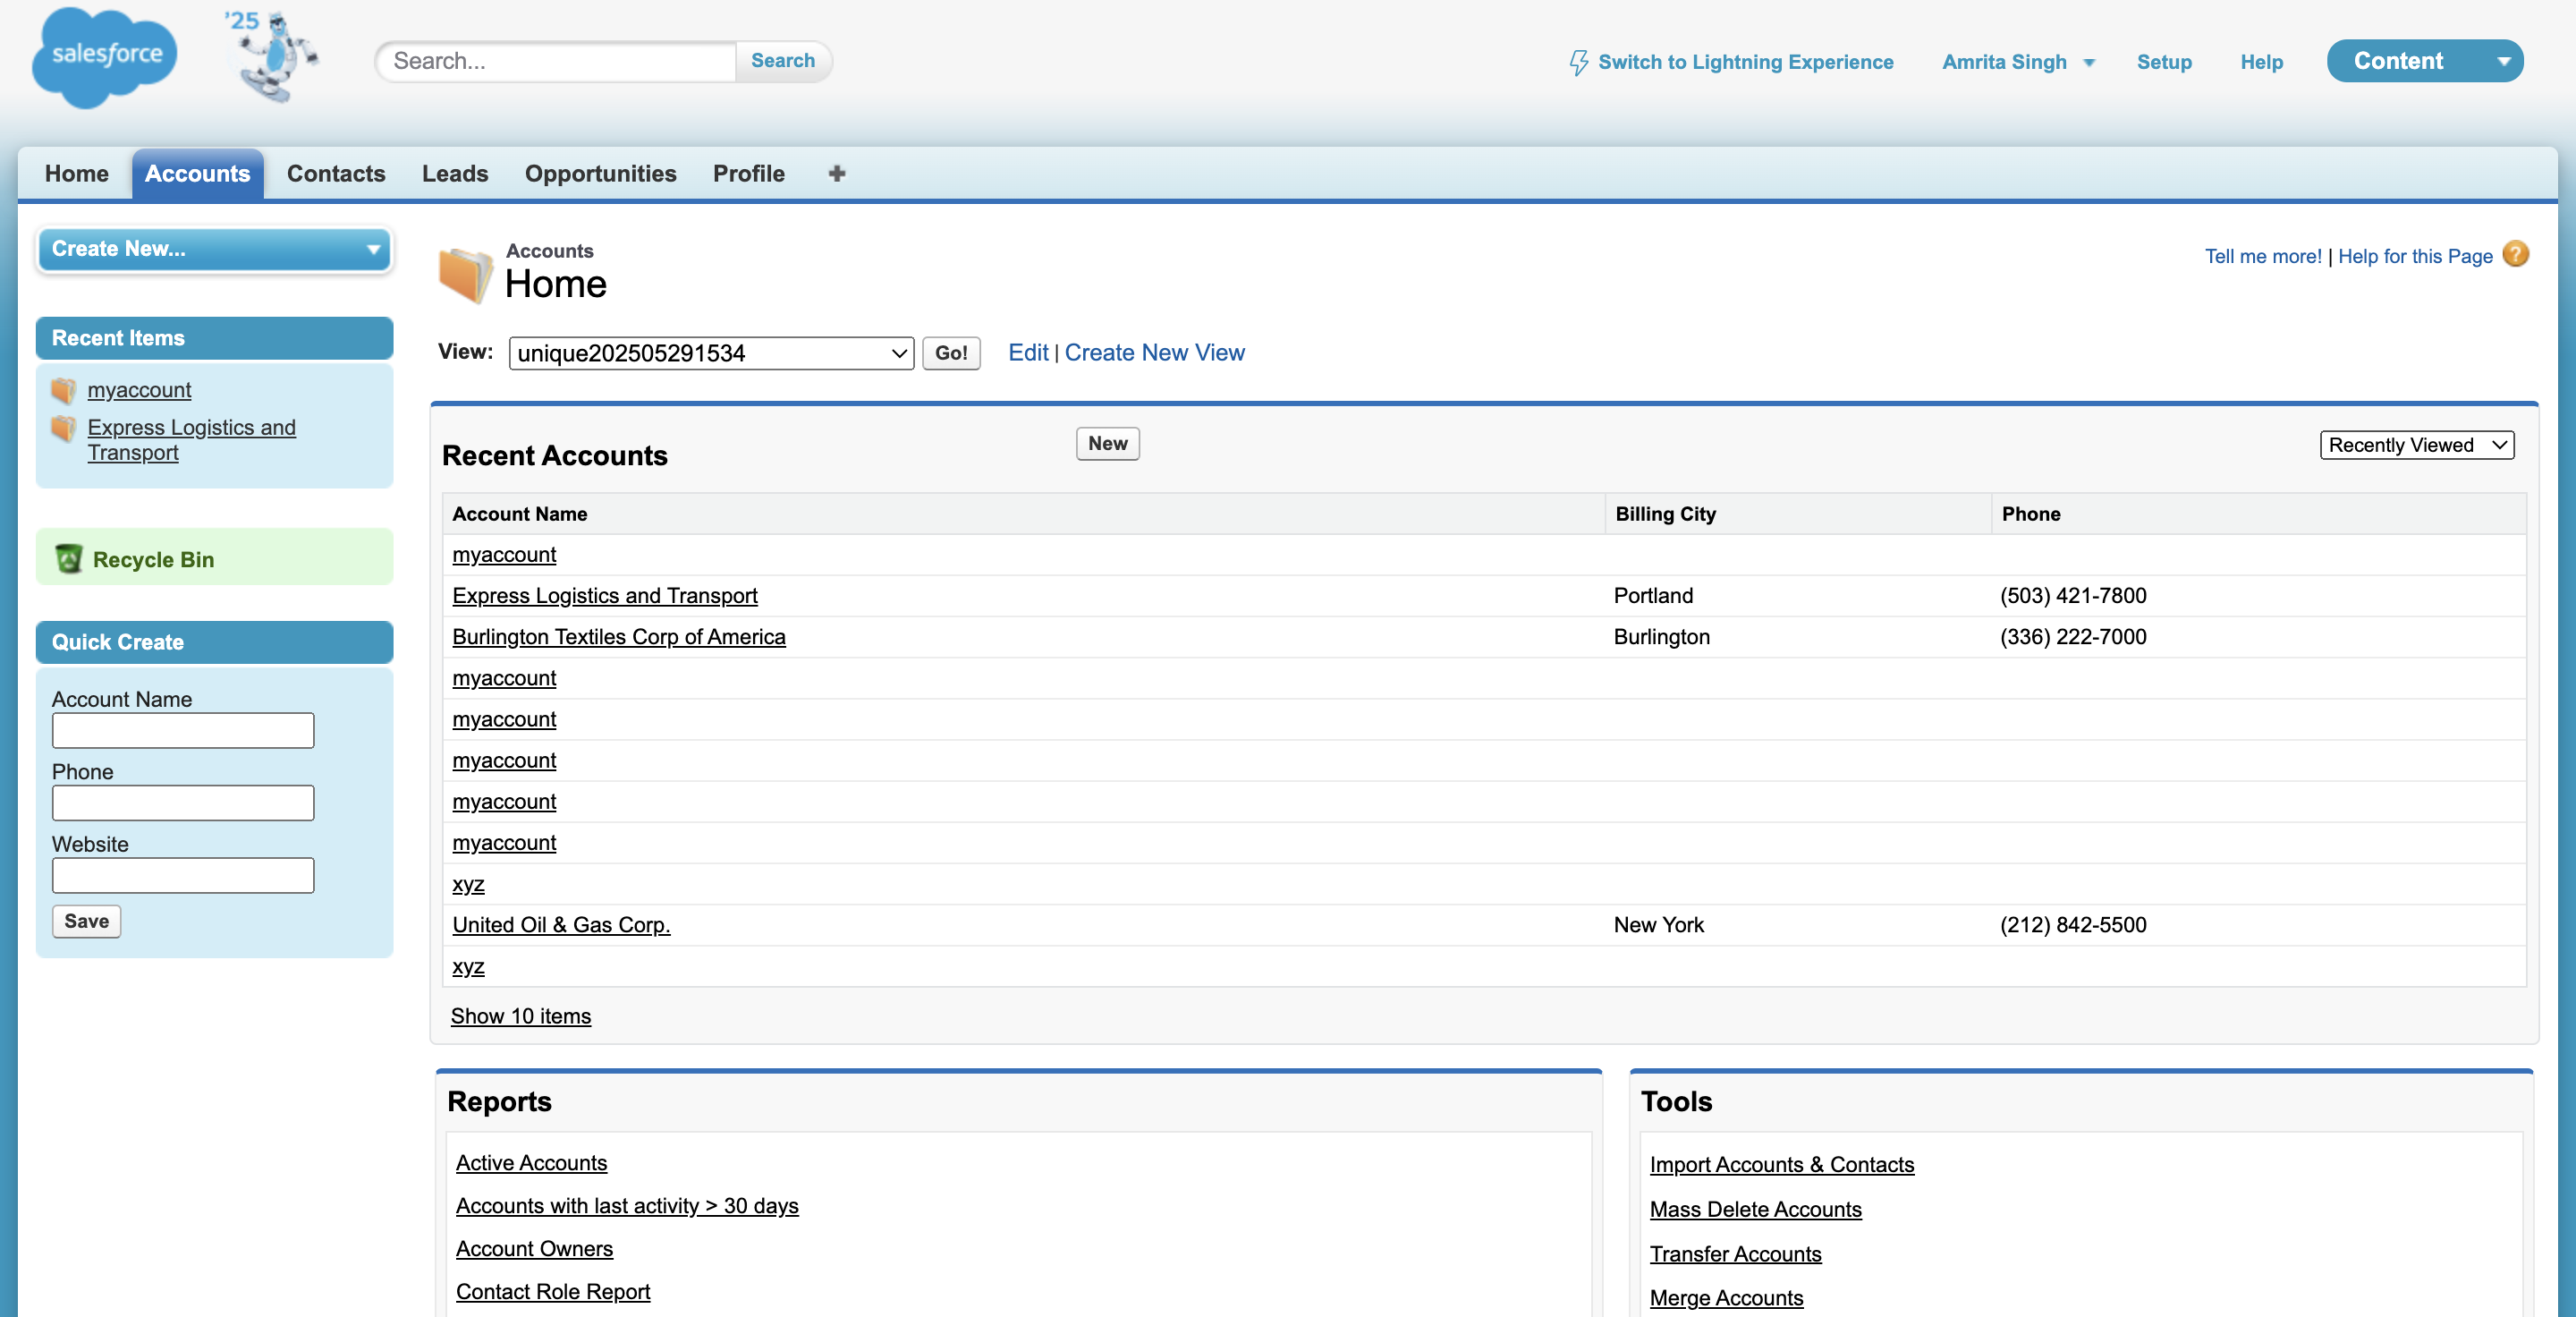 salesforce
'25
Search...
Search
Switch to Lightning Experience
Amrita Singh
Setup
Help
Content
Home
Accounts
Contacts
Leads
Opportunities
Profile
Create New...
Recent Items
myaccount
Express Logistics and
Transport
Recycle Bin
Quick Create
Account Name
Phone
Website
Save
Accounts
Home
Tell me more! | Help for this Page ?
View: unique202505291534 Go! Edit | Create New View
Recent Accounts
New
Recently Viewed
Account Name Billing City Phone
myaccount
Express Logistics and Transport Portland (503) 421-7800
Burlington Textiles Corp of America Burlington (336) 222-7000
myaccount
myaccount
myaccount
myaccount
myaccount
xyz
United Oil & Gas Corp. New York (212) 842-5500
xyz
Show 10 items
Reports
Active Accounts
Accounts with last activity > 30 days
Account Owners
Contact Role Report
Tools
Import Accounts & Contacts
Mass Delete Accounts
Transfer Accounts
Merge Accounts